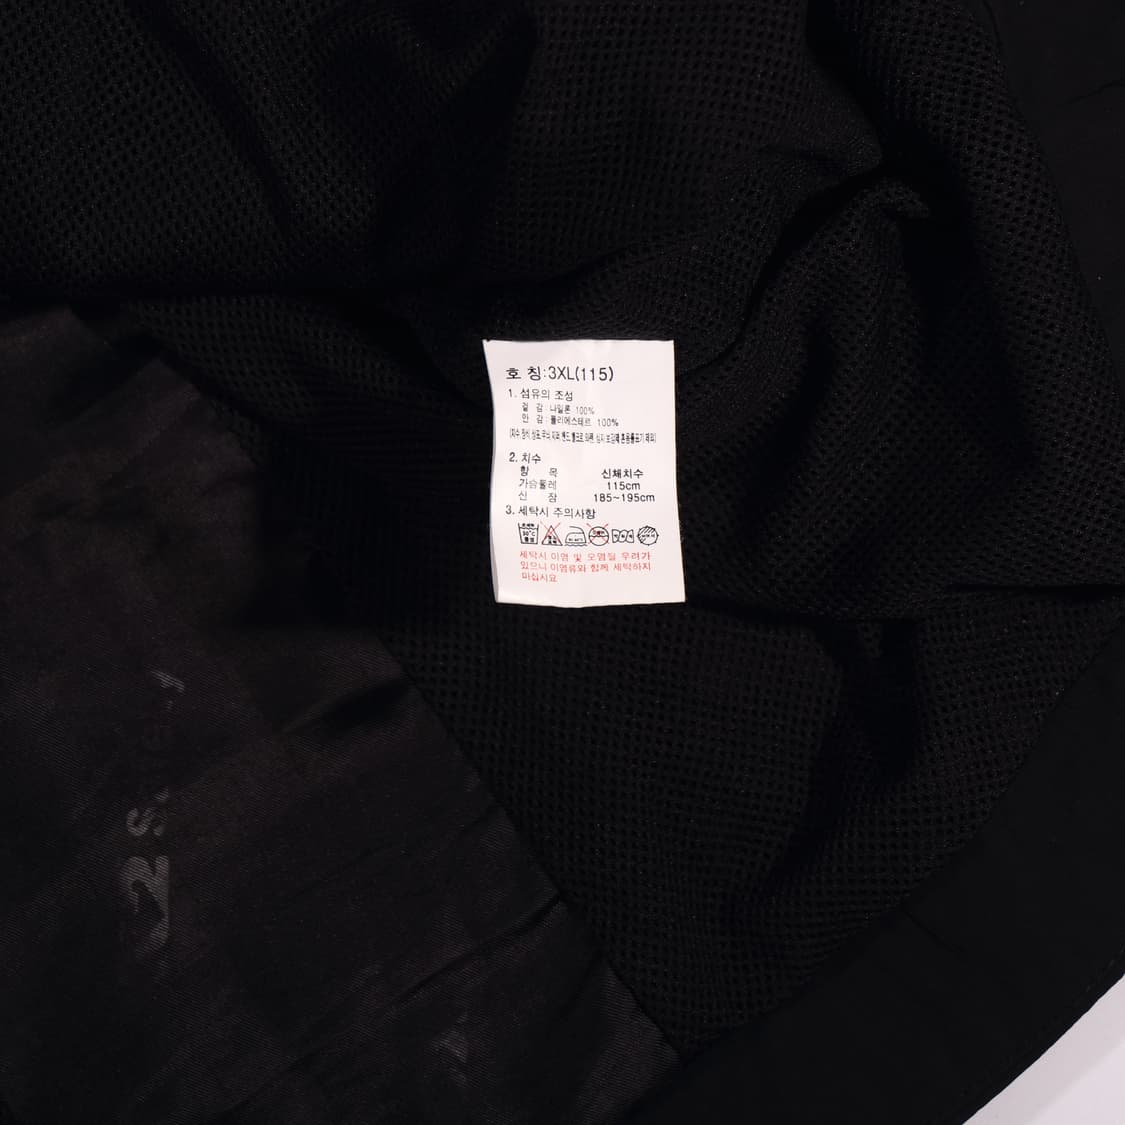 호 칭:3XL(115)
1. 섬유의 조성
겉 감 나일론 100%
안 감 폴리에스테르 100%
2. 치수
항 목 신체치수
가슴둘레 115cm
신 장 185~195cm
3. 세탁시 주의사항
30°C
세탁시 이염 및 오염될 우려가
있으니 이염류와 함께 세탁하지
마십시요